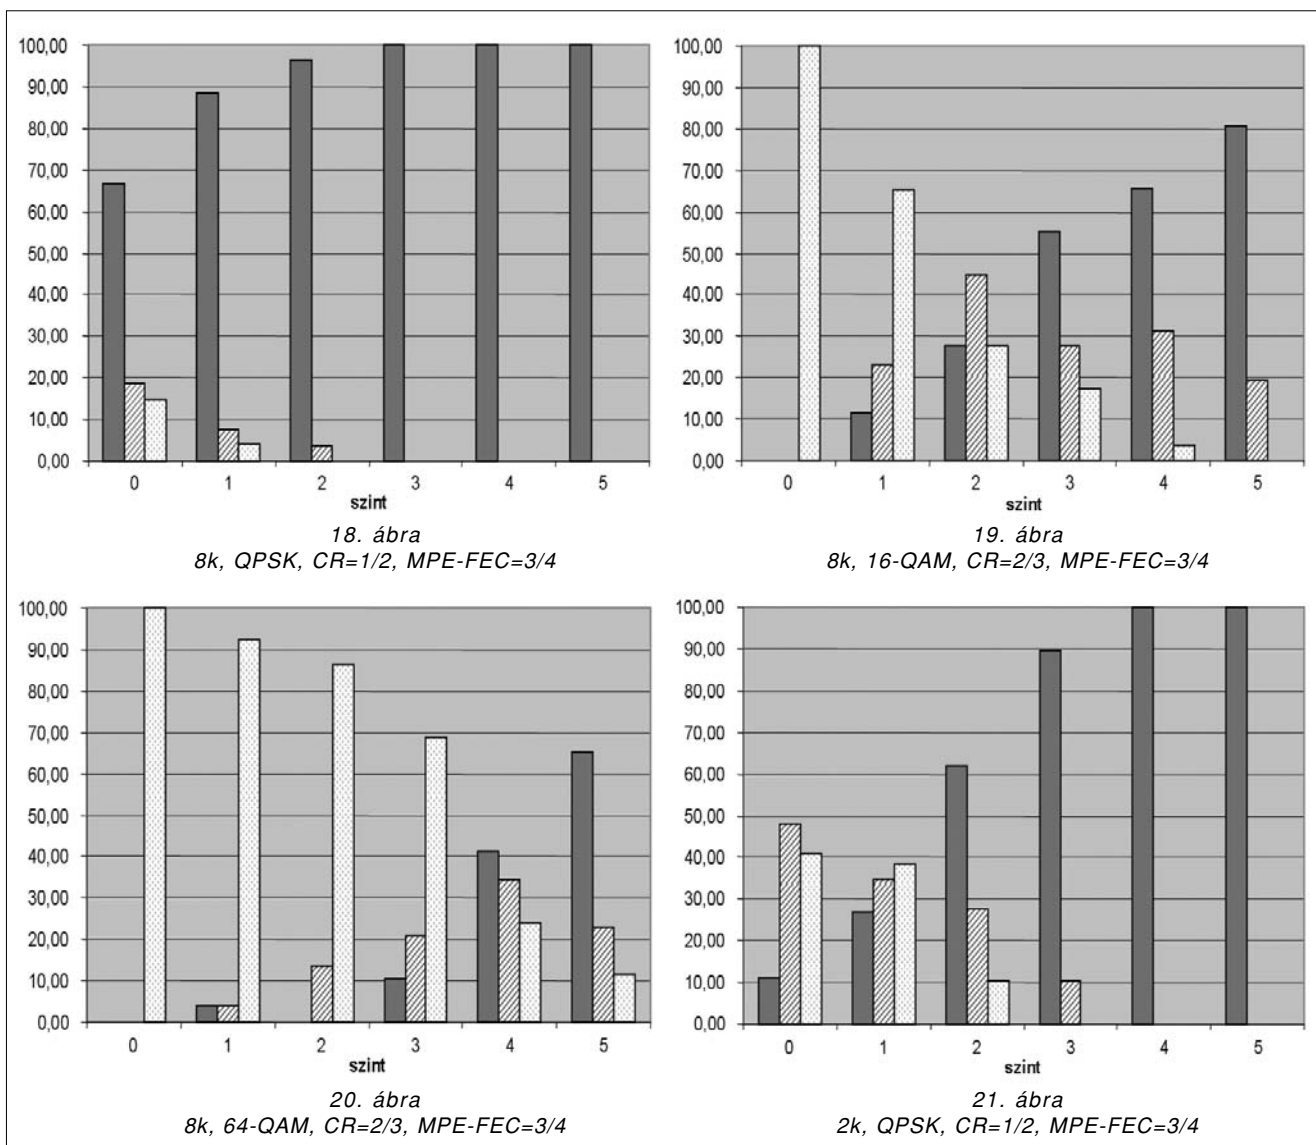 100,00
90,00
80,00
70,00
60,00
50,00
40,00
30,00
20,00
10,00
0,00
0 1 2 3 4 5
szint
18. ábra
8k, QPSK, CR=1/2, MPE-FEC=3/4
100,00
90,00
80,00
70,00
60,00
50,00
40,00
30,00
20,00
10,00
0,00
0 1 2 3 4 5
szint
19. ábra
8k, 16-QAM, CR=2/3, MPE-FEC=3/4
100,00
90,00
80,00
70,00
60,00
50,00
40,00
30,00
20,00
10,00
0,00
0 1 2 3 4 5
szint
20. ábra
8k, 64-QAM, CR=2/3, MPE-FEC=3/4
100,00
90,00
80,00
70,00
60,00
50,00
40,00
30,00
20,00
10,00
0,00
0 1 2 3 4 5
szint
21. ábra
2k, QPSK, CR=1/2, MPE-FEC=3/4